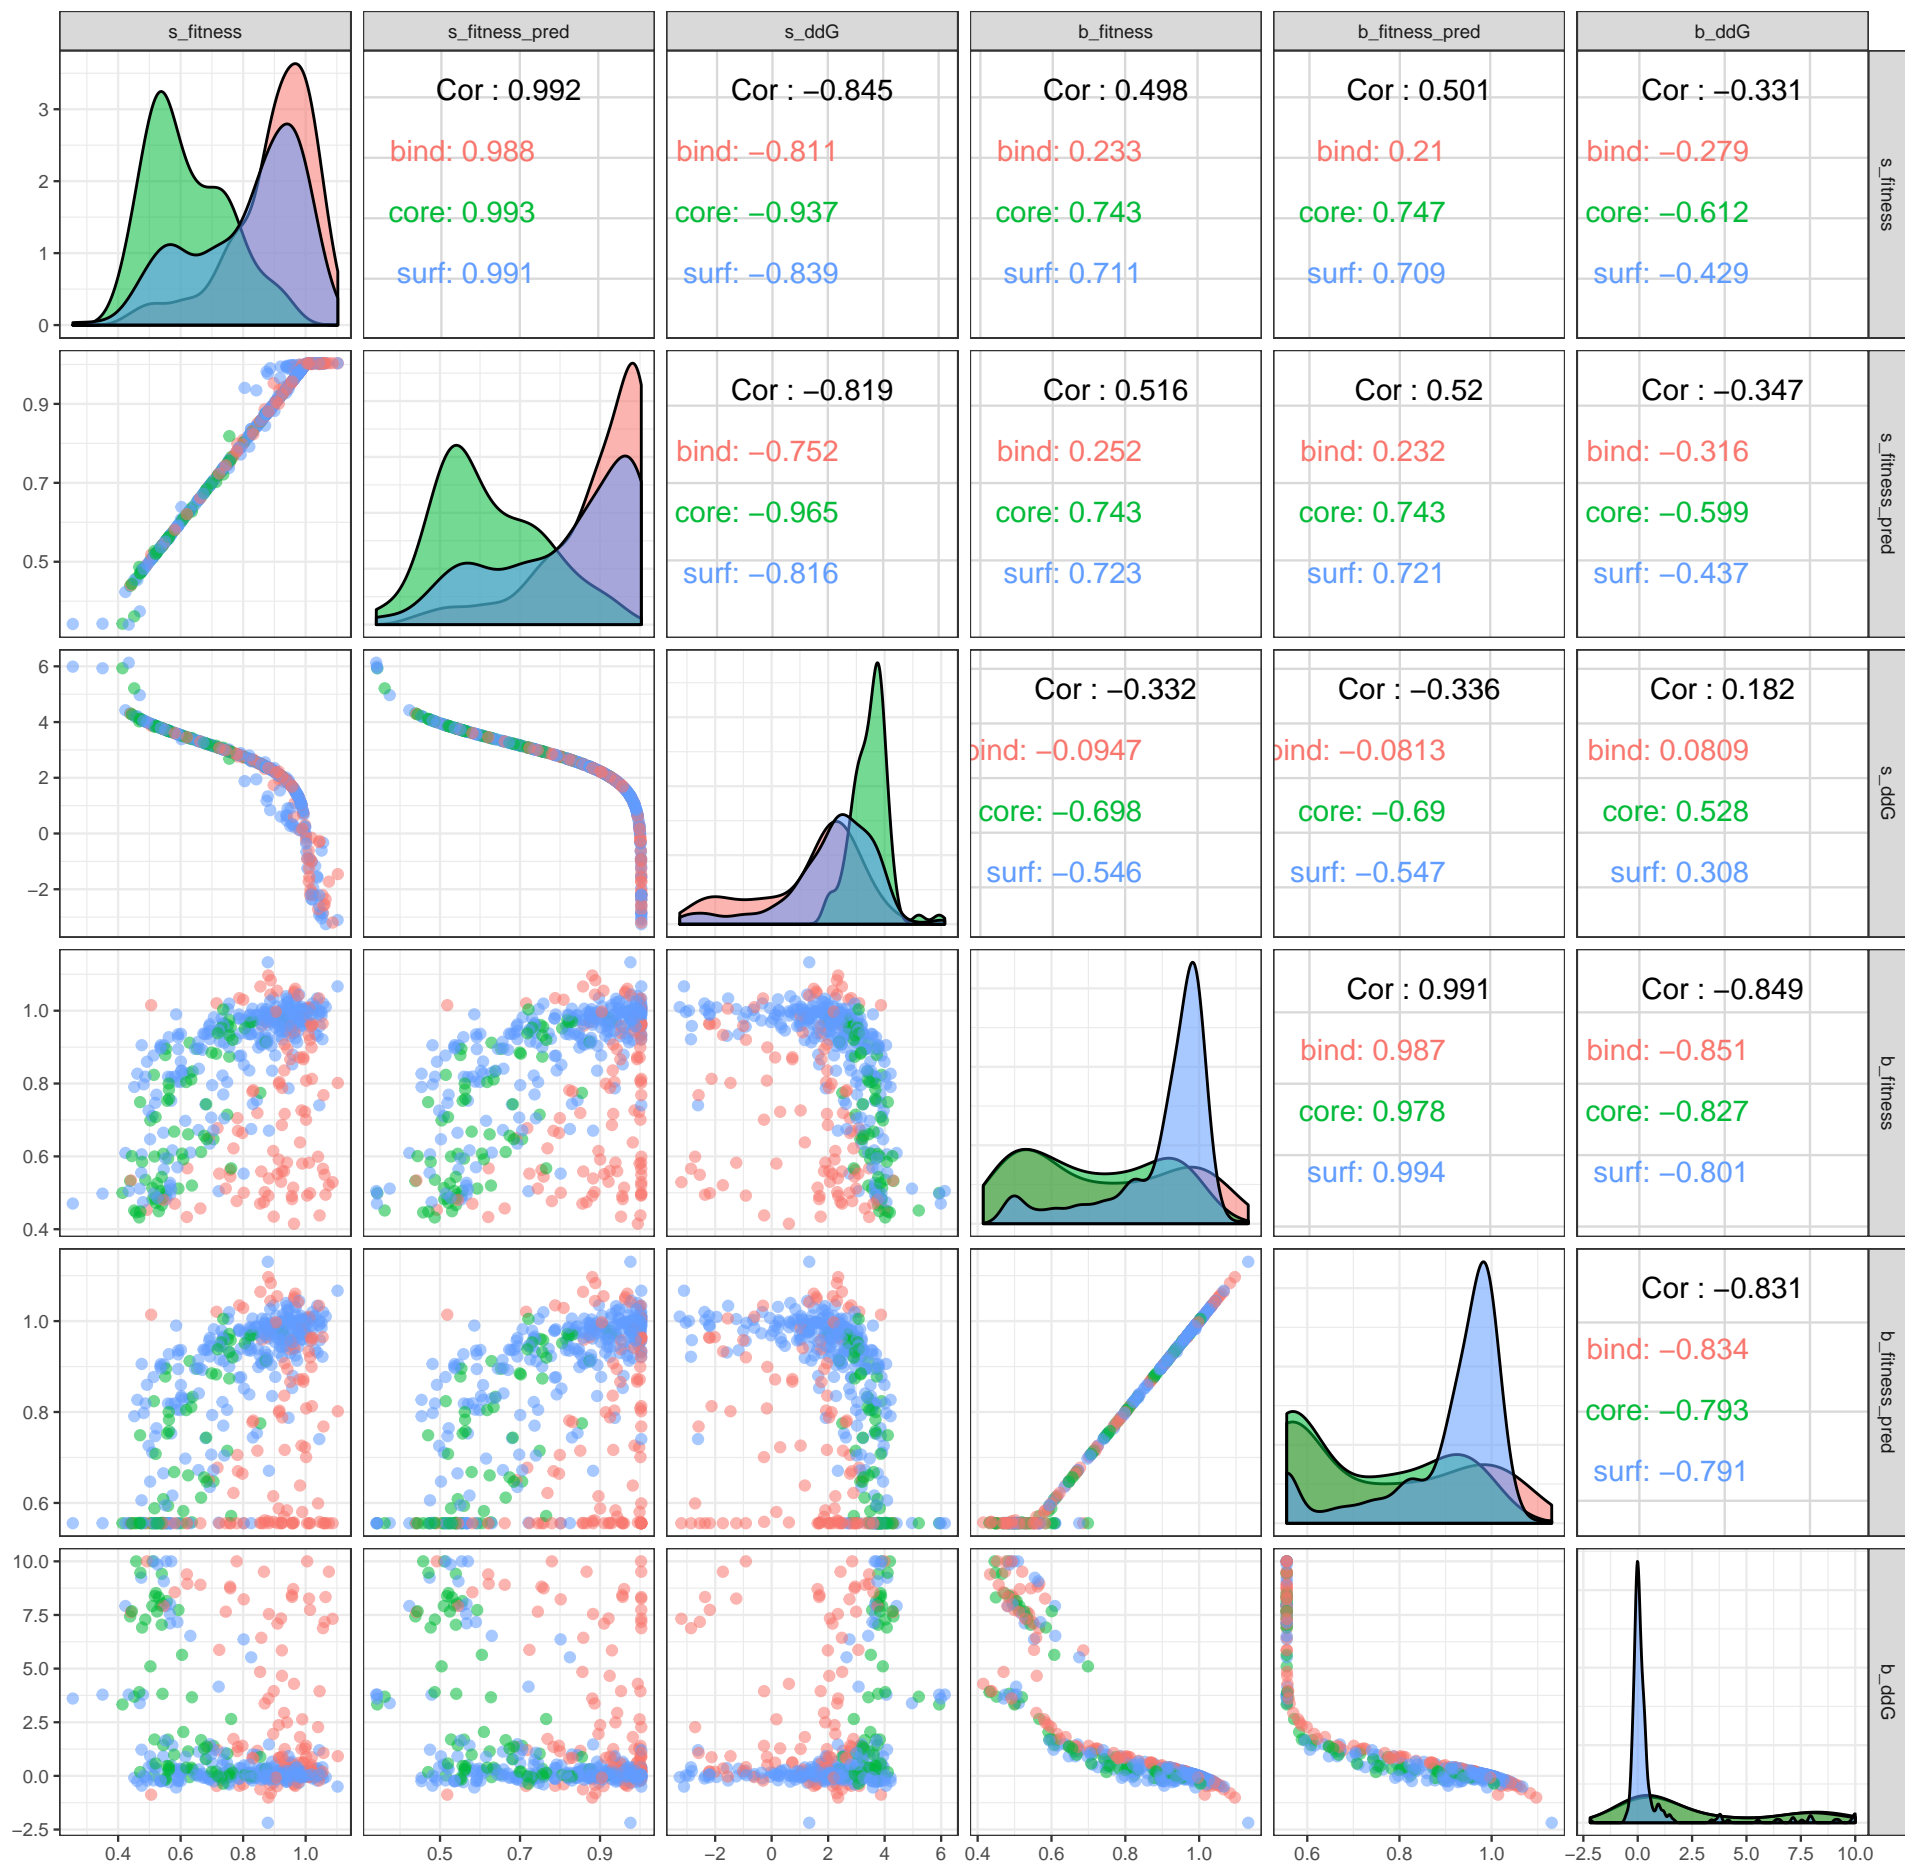 s_fitness s_fitness_pred s_ddG b_fitness b_fitness_pred b_ddG
3 Cor : 0.992 Cor : −0.845 Cor : 0.498 Cor : 0.501 Cor : −0.331
2 bind: 0.988 bind: −0.811 bind: 0.233 bind: 0.21 bind: −0.279
s_fitness
1 core: 0.993 core: −0.937 core: 0.743 core: 0.747 core: −0.612
0 surf: 0.991 surf: −0.839 surf: 0.711 surf: 0.709 surf: −0.429
0.9 Cor : −0.819 Cor : 0.516 Cor : 0.52 Cor : −0.347
0.7 bind: −0.752 bind: 0.252 bind: 0.232 bind: −0.316
s_fitness_pred
core: −0.965 core: 0.743 core: 0.743 core: −0.599
0.5 surf: −0.816 surf: 0.723 surf: 0.721 surf: −0.437
6 Cor : −0.332 Cor : −0.336 Cor : 0.182
4 bind: −0.0947 bind: −0.0813 bind: 0.0809
2
s_ddG
0 core: −0.698 core: −0.69 core: 0.528
−2 surf: −0.546 surf: −0.547 surf: 0.308
1.0 Cor : 0.991 Cor : −0.849
0.8 bind: 0.987 bind: −0.851
b_fitness
0.6 core: 0.978 core: −0.827
0.4 surf: 0.994 surf: −0.801
1.0 Cor : −0.831
bind: −0.834
b_fitness_pred
0.8 core: −0.793
0.6 surf: −0.791
10.0
7.5
5.0
b_ddG
2.5
0.0
−2.5
0.4 0.6 0.8 1.0 0.5 0.7 0.9 −2 0 2 4 6 0.4 0.6 0.8 1.0 0.6 0.8 1.0 −2.5 0.0 2.5 5.0 7.5 10.0